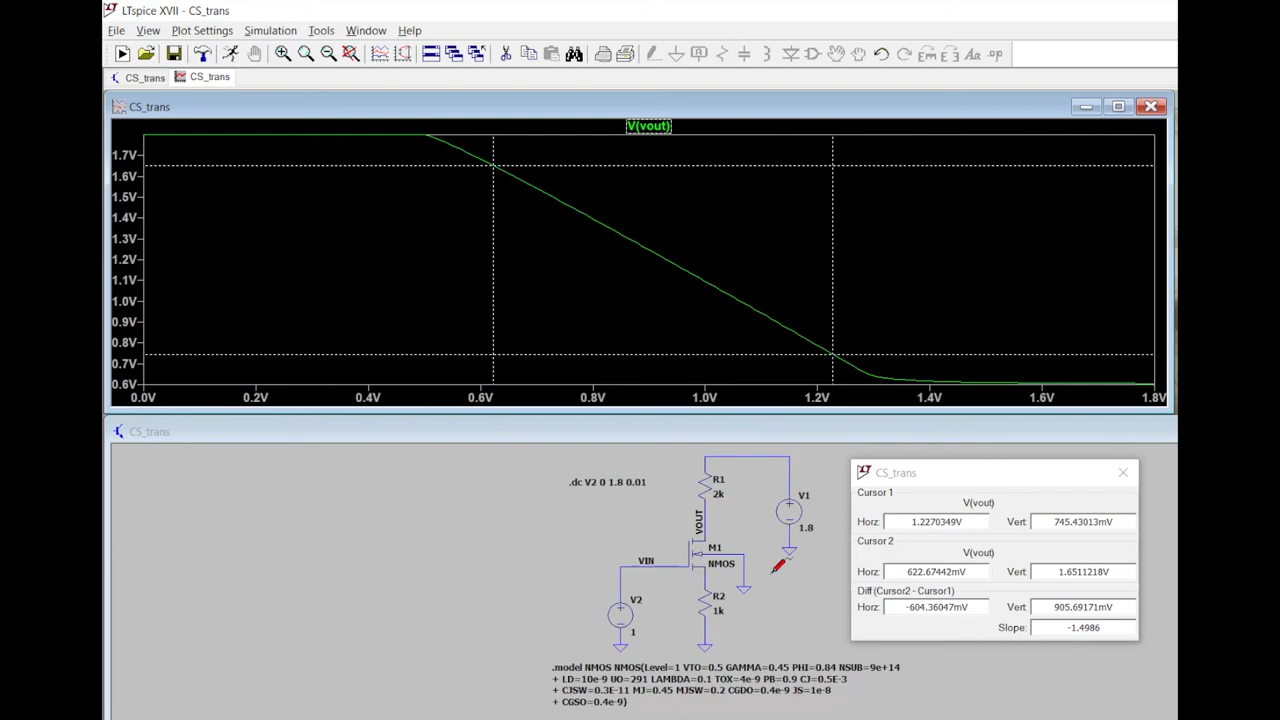 LTspice XVII - CS_trans
File View Plot Settings Simulation Tools Window Help
CS_trans CS_trans
CS_trans
V(vout)
1.7V
1.6V
1.5V
1.4V
1.3V
1.2V
1.1V
1.0V
0.9V
0.8V
0.7V
0.6V
0.0V 0.2V 0.4V 0.6V 0.8V 1.0V 1.2V 1.4V 1.6V 1.8V
CS_trans
.dc V2 0 1.8 0.01
R1
2k
V1
1.8
VOUT
M1
NMOS
VIN
V2
1
R2
1k
.model NMOS NMOS(Level=1 VTO=0.5 GAMMA=0.45 PHI=0.84 NSUB=9e+14
+ LD=10e-9 UO=291 LAMBDA=0.1 TOX=4e-9 PB=0.9 CJ=0.5E-3
+ CJSW=0.3E-11 MJ=0.45 MJSW=0.2 CGDO=0.4e-9 JS=1e-8
+ CGSO=0.4e-9)
CS_trans
Cursor 1
V(vout)
Horz: 1.2270349V Vert: 745.43013mV
Cursor 2
V(vout)
Horz: 622.67442mV Vert: 1.6511218V
Diff (Cursor2 - Cursor1)
Horz: -604.36047mV Vert: 905.69171mV
Slope: -1.4986